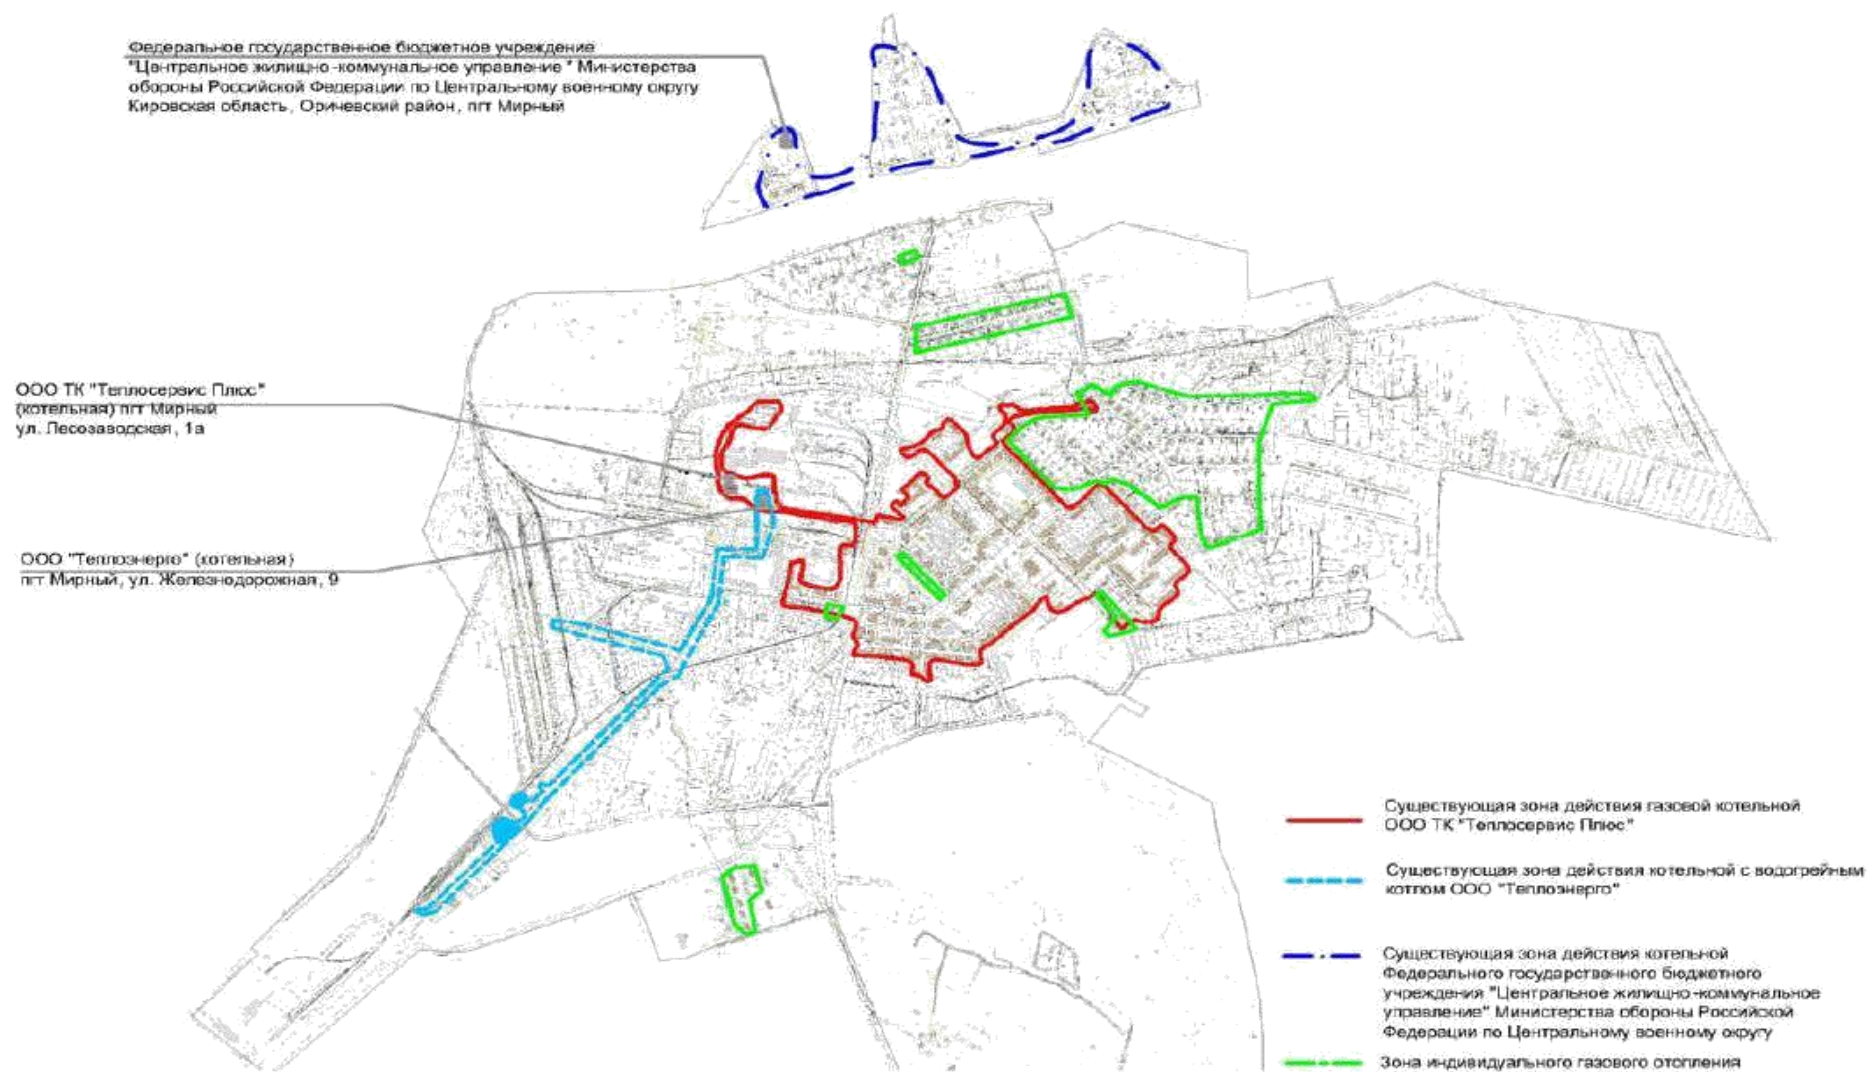 Федеральное государственное бюджетное учреждение
"Центральное жилищно-коммунальное управление " Министерства
обороны Российской Федерации по Центральному военному округу
Кировская область, Оричевский район, пгт Мирный
ООО ТК "Теплосервис Плюс"
(котельная) пгт Мирный
ул. Лесозаводская, 1а
ООО "Теплоэнерго" (котельная)
пгт Мирный, ул. Железнодорожная, 9
Существующая зона действия газовой котельной
ООО ТК "Теплосервис Плюс"
Существующая зона действия котельной с водогрейным
котлом ООО "Теплоэнерго"
Существующая зона действия котельной
Федерального государственного бюджетного
учреждения "Центральное жилищно-коммунальное
управление" Министерства обороны Российской
Федерации по Центральному военному округу
Зона индивидуального газового отопления